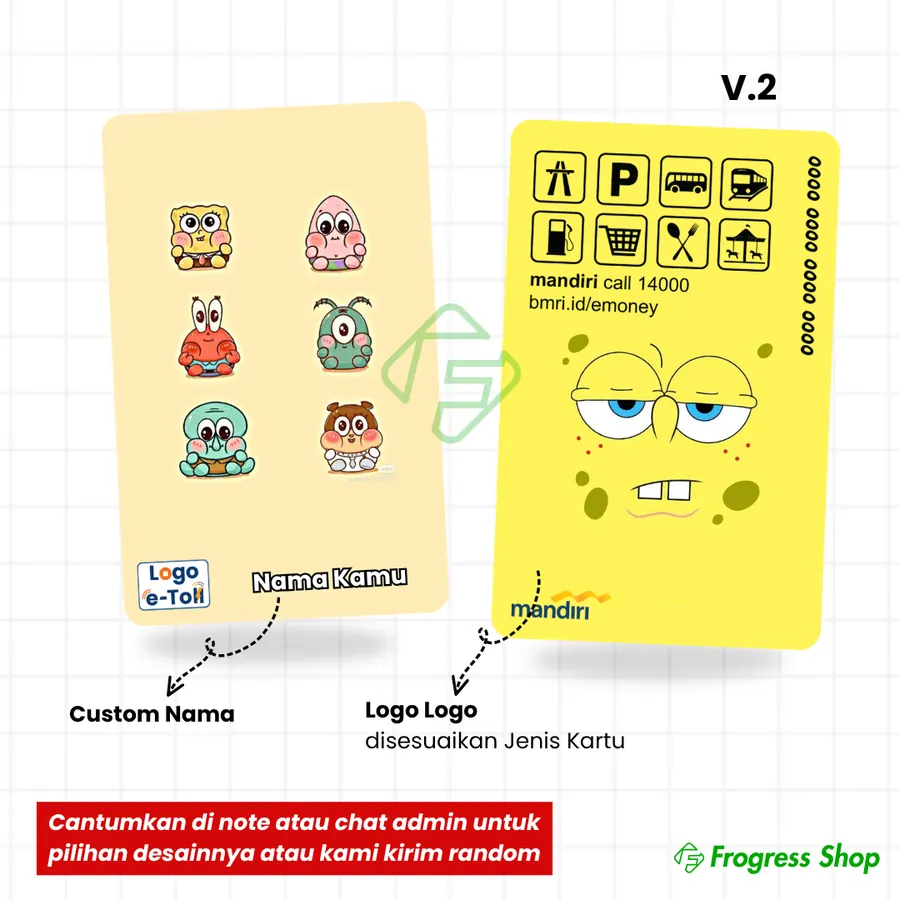 V.2
P
0000 0000 0000 0000
mandiri call 14000
bmri.id/emoney
Logo
e-Toll
Nama Kamu
mandiri
Custom Nama
Logo Logo
disesuaikan Jenis Kartu
Cantumkan di note atau chat admin untuk
pilihan desainnya atau kami kirim random
Frogress Shop